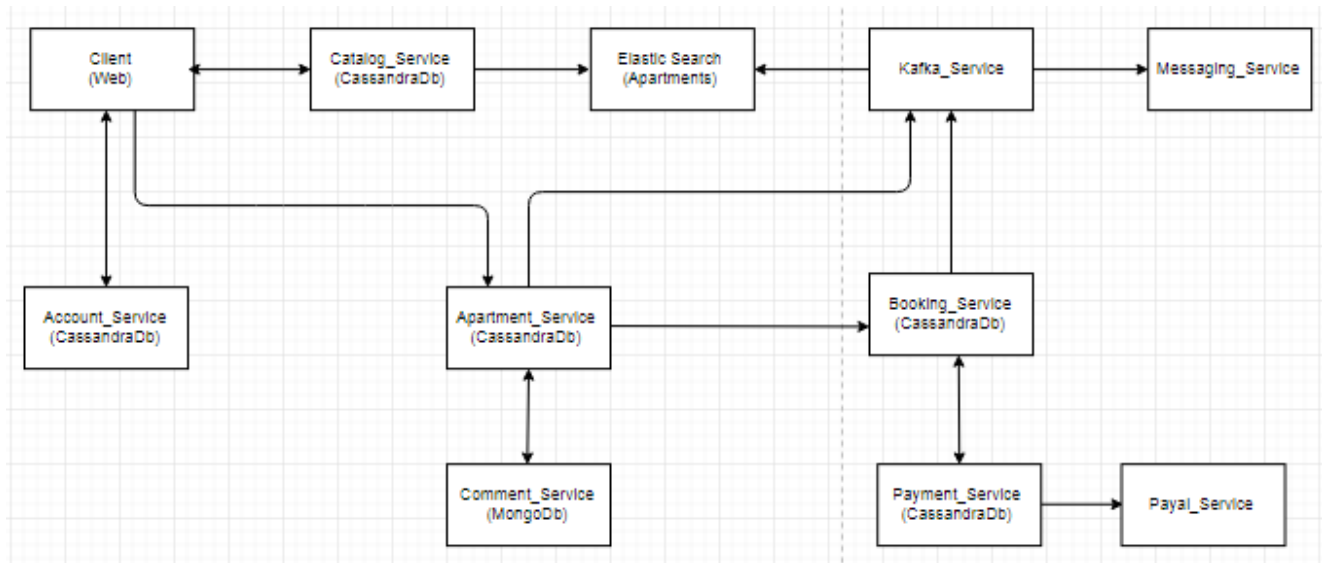 Client
(Web)
Catalog_Service
(CassandraDb)
Elastic Search
(Apartments)
Kafka_Service
Messaging_Service
Account_Service
(CassandraDb)
Apartment_Service
(CassandraDb)
Booking_Service
(CassandraDb)
Comment_Service
(MongoDb)
Payment_Service
(CassandraDb)
Payal_Service